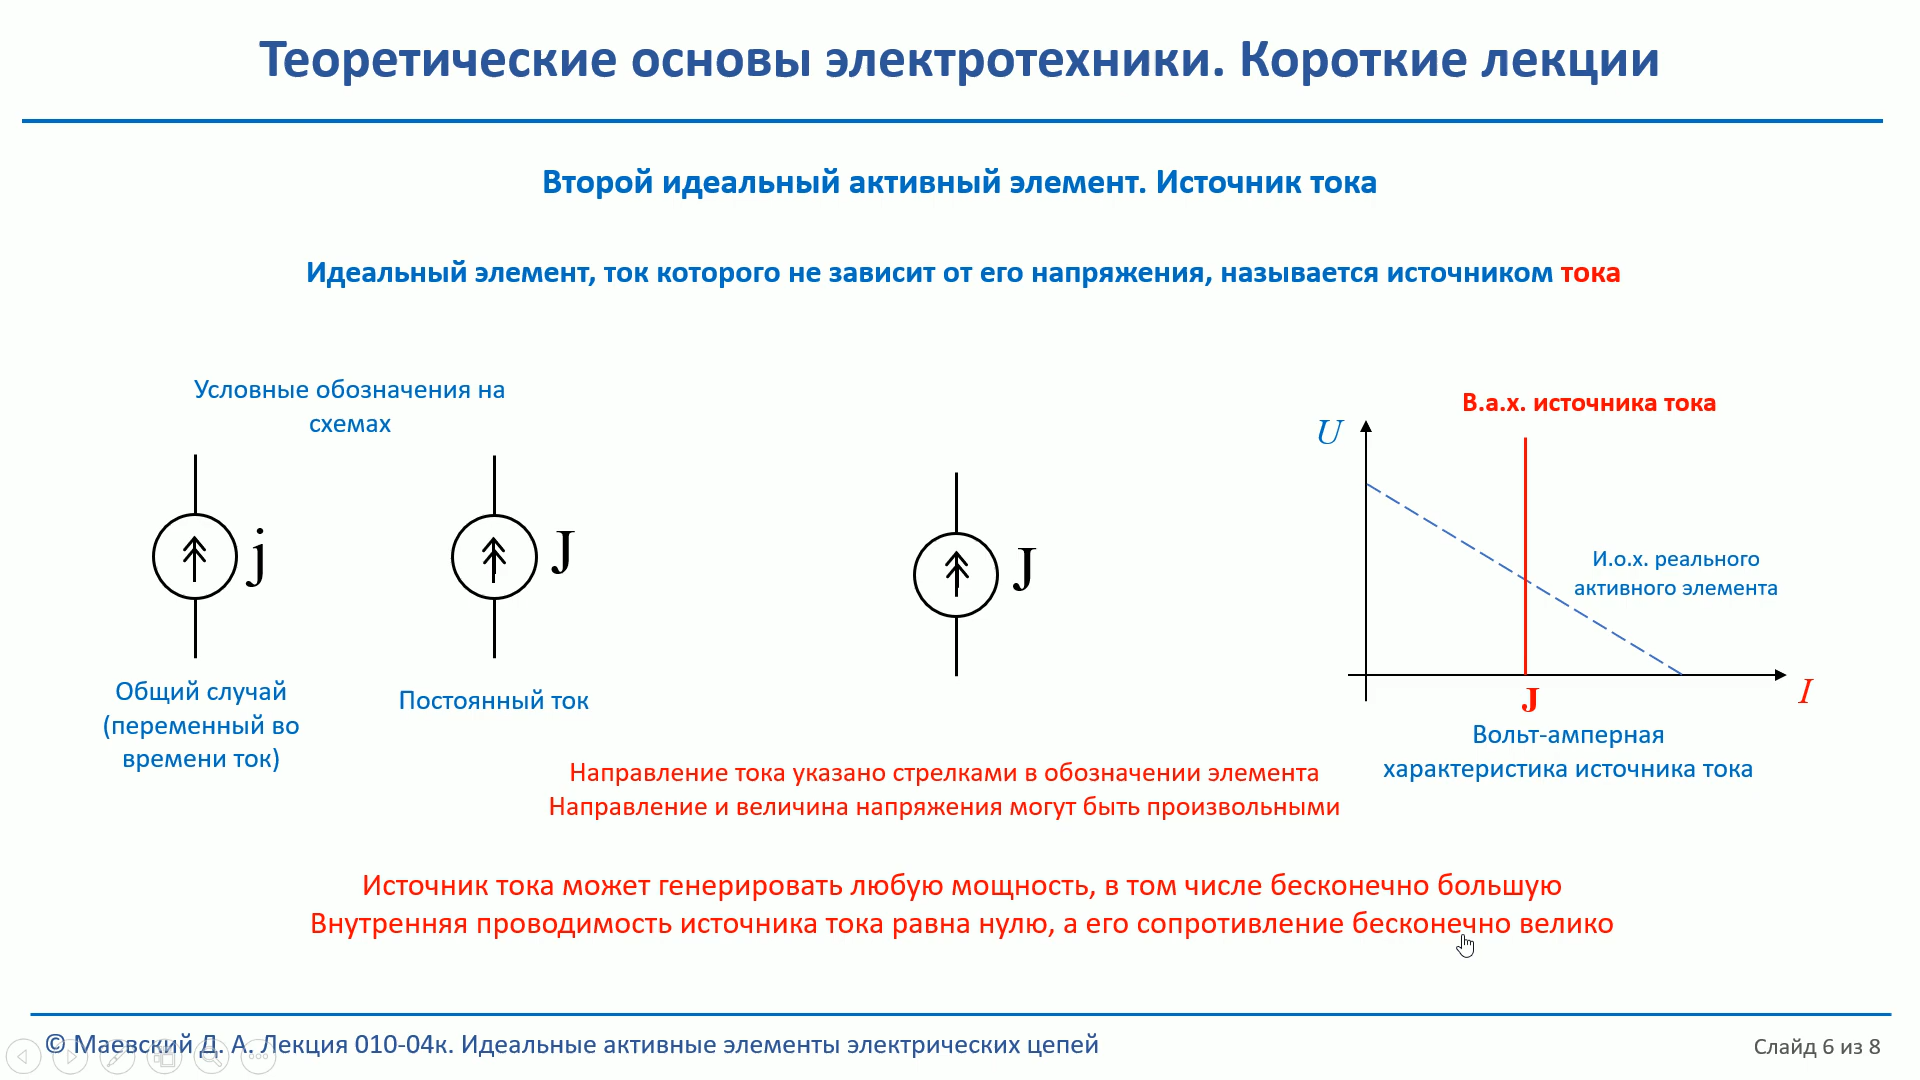 Теоретические основы электротехники. Короткие лекции
Второй идеальный активный элемент. Источник тока
Идеальный элемент, ток которого не зависит от его напряжения, называется источником тока
Условные обозначения на
схемах
j
J
Общий случай
(переменный во
времени ток)
Постоянный ток
J
В.а.х. источника тока
U
И.о.х. реального
активного элемента
J
I
Вольт-амперная
характеристика источника тока
Направление тока указано стрелками в обозначении элемента
Направление и величина напряжения могут быть произвольными
Источник тока может генерировать любую мощность, в том числе бесконечно большую
Внутренняя проводимость источника тока равна нулю, а его сопротивление бесконечно велико
© Маевский Д. А. Лекция 010-04к. Идеальные активные элементы электрических цепей
Слайд 6 из 8